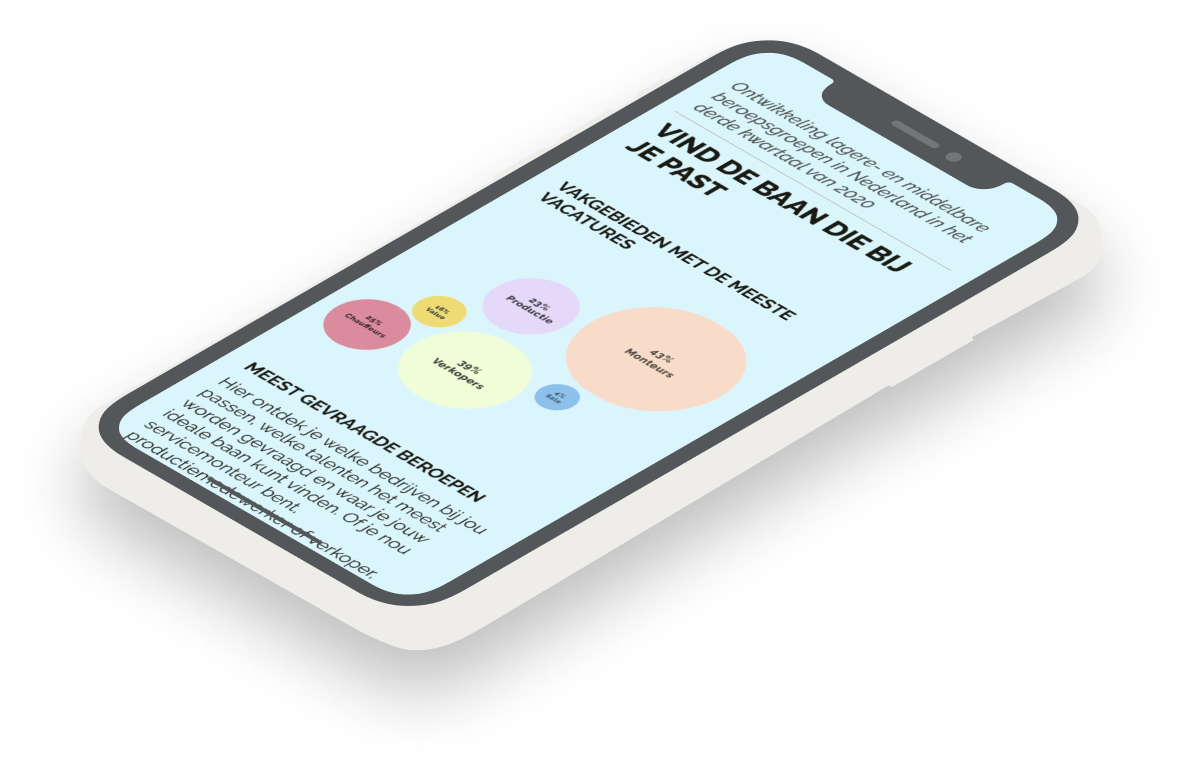 Ontwikkeling lagere- en middelbare
beroepsgroepen in Nederland in het
derde kwartaal van 2020
VIND DE BAAN DIE BIJ
JE PAST
VAKGEBIEDEN MET DE MEESTE
VACATURES
23%
Productie
43%
Monteurs
16%
Value
25%
Chauffeurs
39%
Verkopers
4%
Sale
MEEST GEVRAAGDE BEROEPEN
Hier ontdek je welke bedrijven bij jou
passen, welke talenten het meest
worden gevraagd en waar je jouw
ideale baan kunt vinden. Of je nou
servicemonteur bent,
productiemedewerker of verkoper,